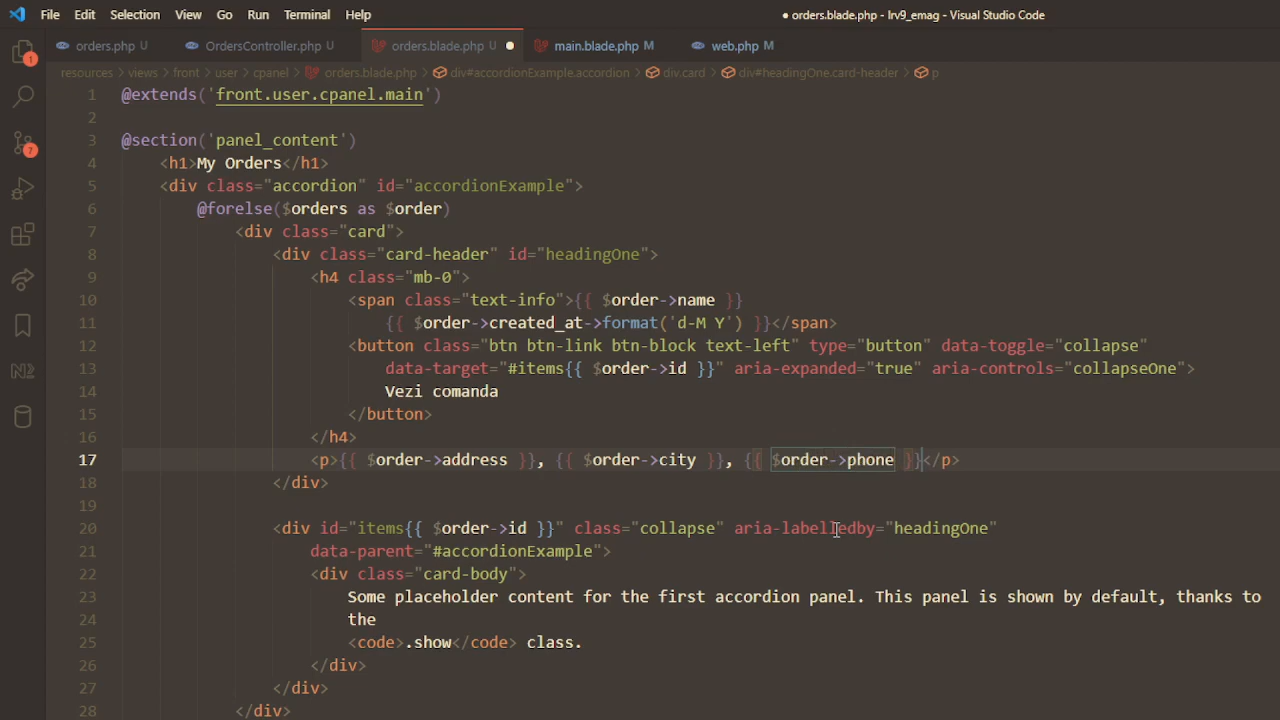 File Edit Selection View Go Run Terminal Help
● orders.blade.php - lrv9_emag - Visual Studio Code
orders.php U OrdersController.php U orders.blade.php U ● main.blade.php M web.php M
resources > views > front > user > cpanel > orders.blade.php > div#accordionExample.accordion > div.card > div#headingOne.card-header > p
1 @extends('front.user.cpanel.main')
2
3 @section('panel_content')
4 <h1>My Orders</h1>
5 <div class="accordion" id="accordionExample">
6 @forelse($orders as $order)
7 <div class="card">
8 <div class="card-header" id="headingOne">
9 <h4 class="mb-0">
10 <span class="text-info">{{ $order->name }}
11 {{ $order->created_at->format('d-M Y') }}</span>
12 <button class="btn btn-link btn-block text-left" type="button" data-toggle="collapse"
13 data-target="#items{{ $order->id }}" aria-expanded="true" aria-controls="collapseOne">
14 Vezi comanda
15 </button>
16 </h4>
17 <p>{{ $order->address }}, {{ $order->city }}, {{ $order->phone }}</p>
18 </div>
19
20 <div id="items{{ $order->id }}" class="collapse" aria-labelledby="headingOne"
21 data-parent="#accordionExample">
22 <div class="card-body">
23 Some placeholder content for the first accordion panel. This panel is shown by default, thanks to
24 the
25 <code>.show</code> class.
26 </div>
27 </div>
28 </div>
1
7